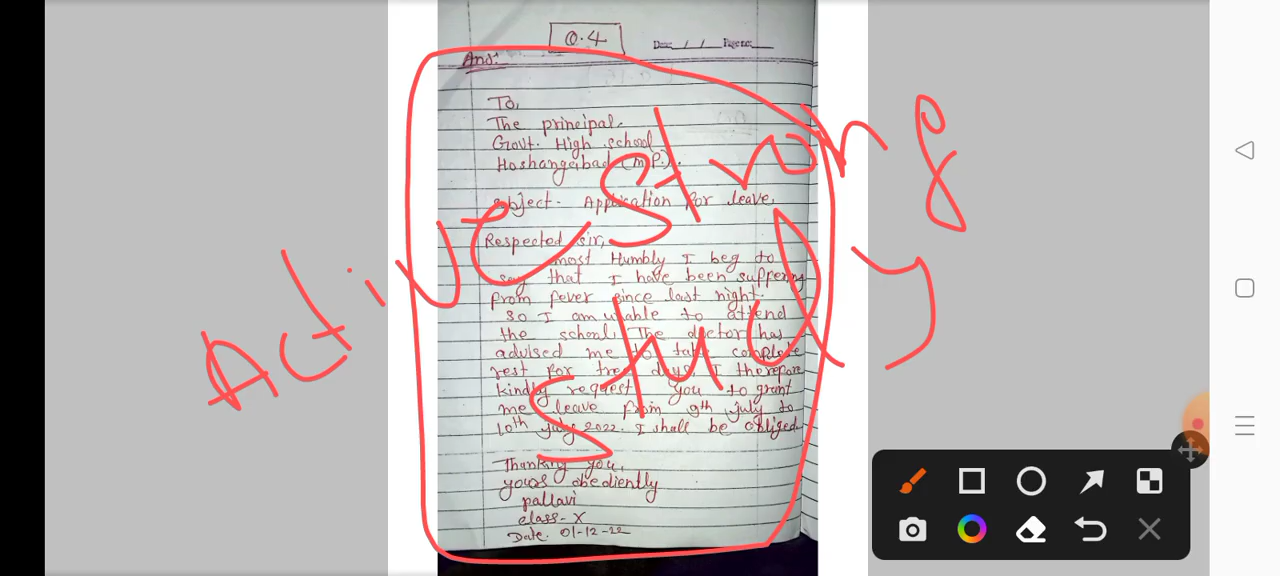 Q.4
Date: / / Page no:
Ans:
To,
The principal,
Govt. High school
Hoshangabad (M.P.).
Subject- Application for leave,
Respected sir,
most Humbly I beg to
say that I have been suffering
from fever since last night.
so I am unable to attend
the school. The doctor has
advised me to take complete
rest for days. I therefore
kindly request you to grant
me leave from 9th july to
10th july 2022. I shall be obliged.
Thanking you,
yours obediently
pallavi
class- X
Date. 01-12-22
Active Strong
Study